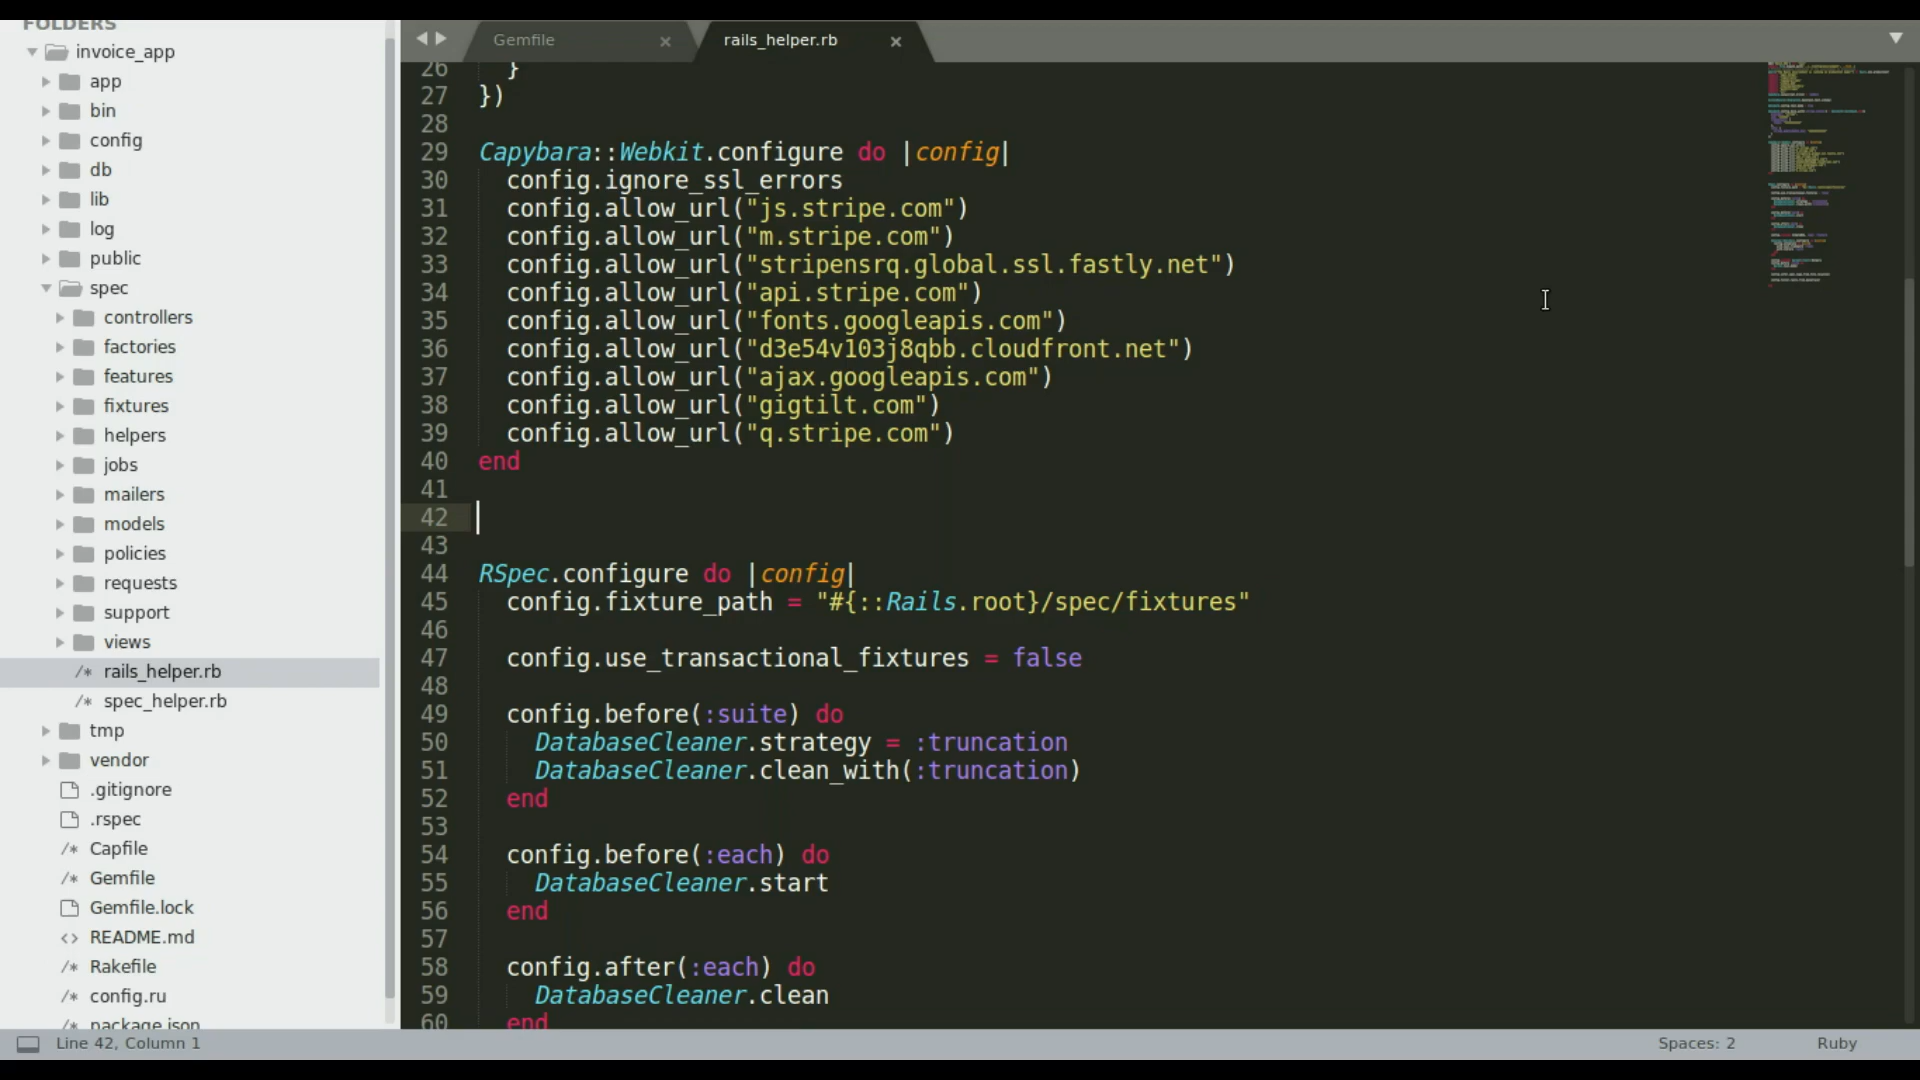 FOLDERS
invoice_app
app
bin
config
db
lib
log
public
spec
controllers
factories
features
fixtures
helpers
jobs
mailers
models
policies
requests
support
views
/* rails_helper.rb
/* spec_helper.rb
tmp
vendor
.gitignore
.rspec
/* Capfile
/* Gemfile
Gemfile.lock
<> README.md
/* Rakefile
/* config.ru
/* package.json
Gemfile ×
rails_helper.rb ×
26 }
27 })
28
29 Capybara::Webkit.configure do |config|
30 config.ignore_ssl_errors
31 config.allow_url("js.stripe.com")
32 config.allow_url("m.stripe.com")
33 config.allow_url("stripensrq.global.ssl.fastly.net")
34 config.allow_url("api.stripe.com")
35 config.allow_url("fonts.googleapis.com")
36 config.allow_url("d3e54v103j8qbb.cloudfront.net")
37 config.allow_url("ajax.googleapis.com")
38 config.allow_url("gigtilt.com")
39 config.allow_url("q.stripe.com")
40 end
41
42
43
44 RSpec.configure do |config|
45 config.fixture_path = "#{::Rails.root}/spec/fixtures"
46
47 config.use_transactional_fixtures = false
48
49 config.before(:suite) do
50 DatabaseCleaner.strategy = :truncation
51 DatabaseCleaner.clean_with(:truncation)
52 end
53
54 config.before(:each) do
55 DatabaseCleaner.start
56 end
57
58 config.after(:each) do
59 DatabaseCleaner.clean
60 end
Line 42, Column 1
Spaces: 2
Ruby